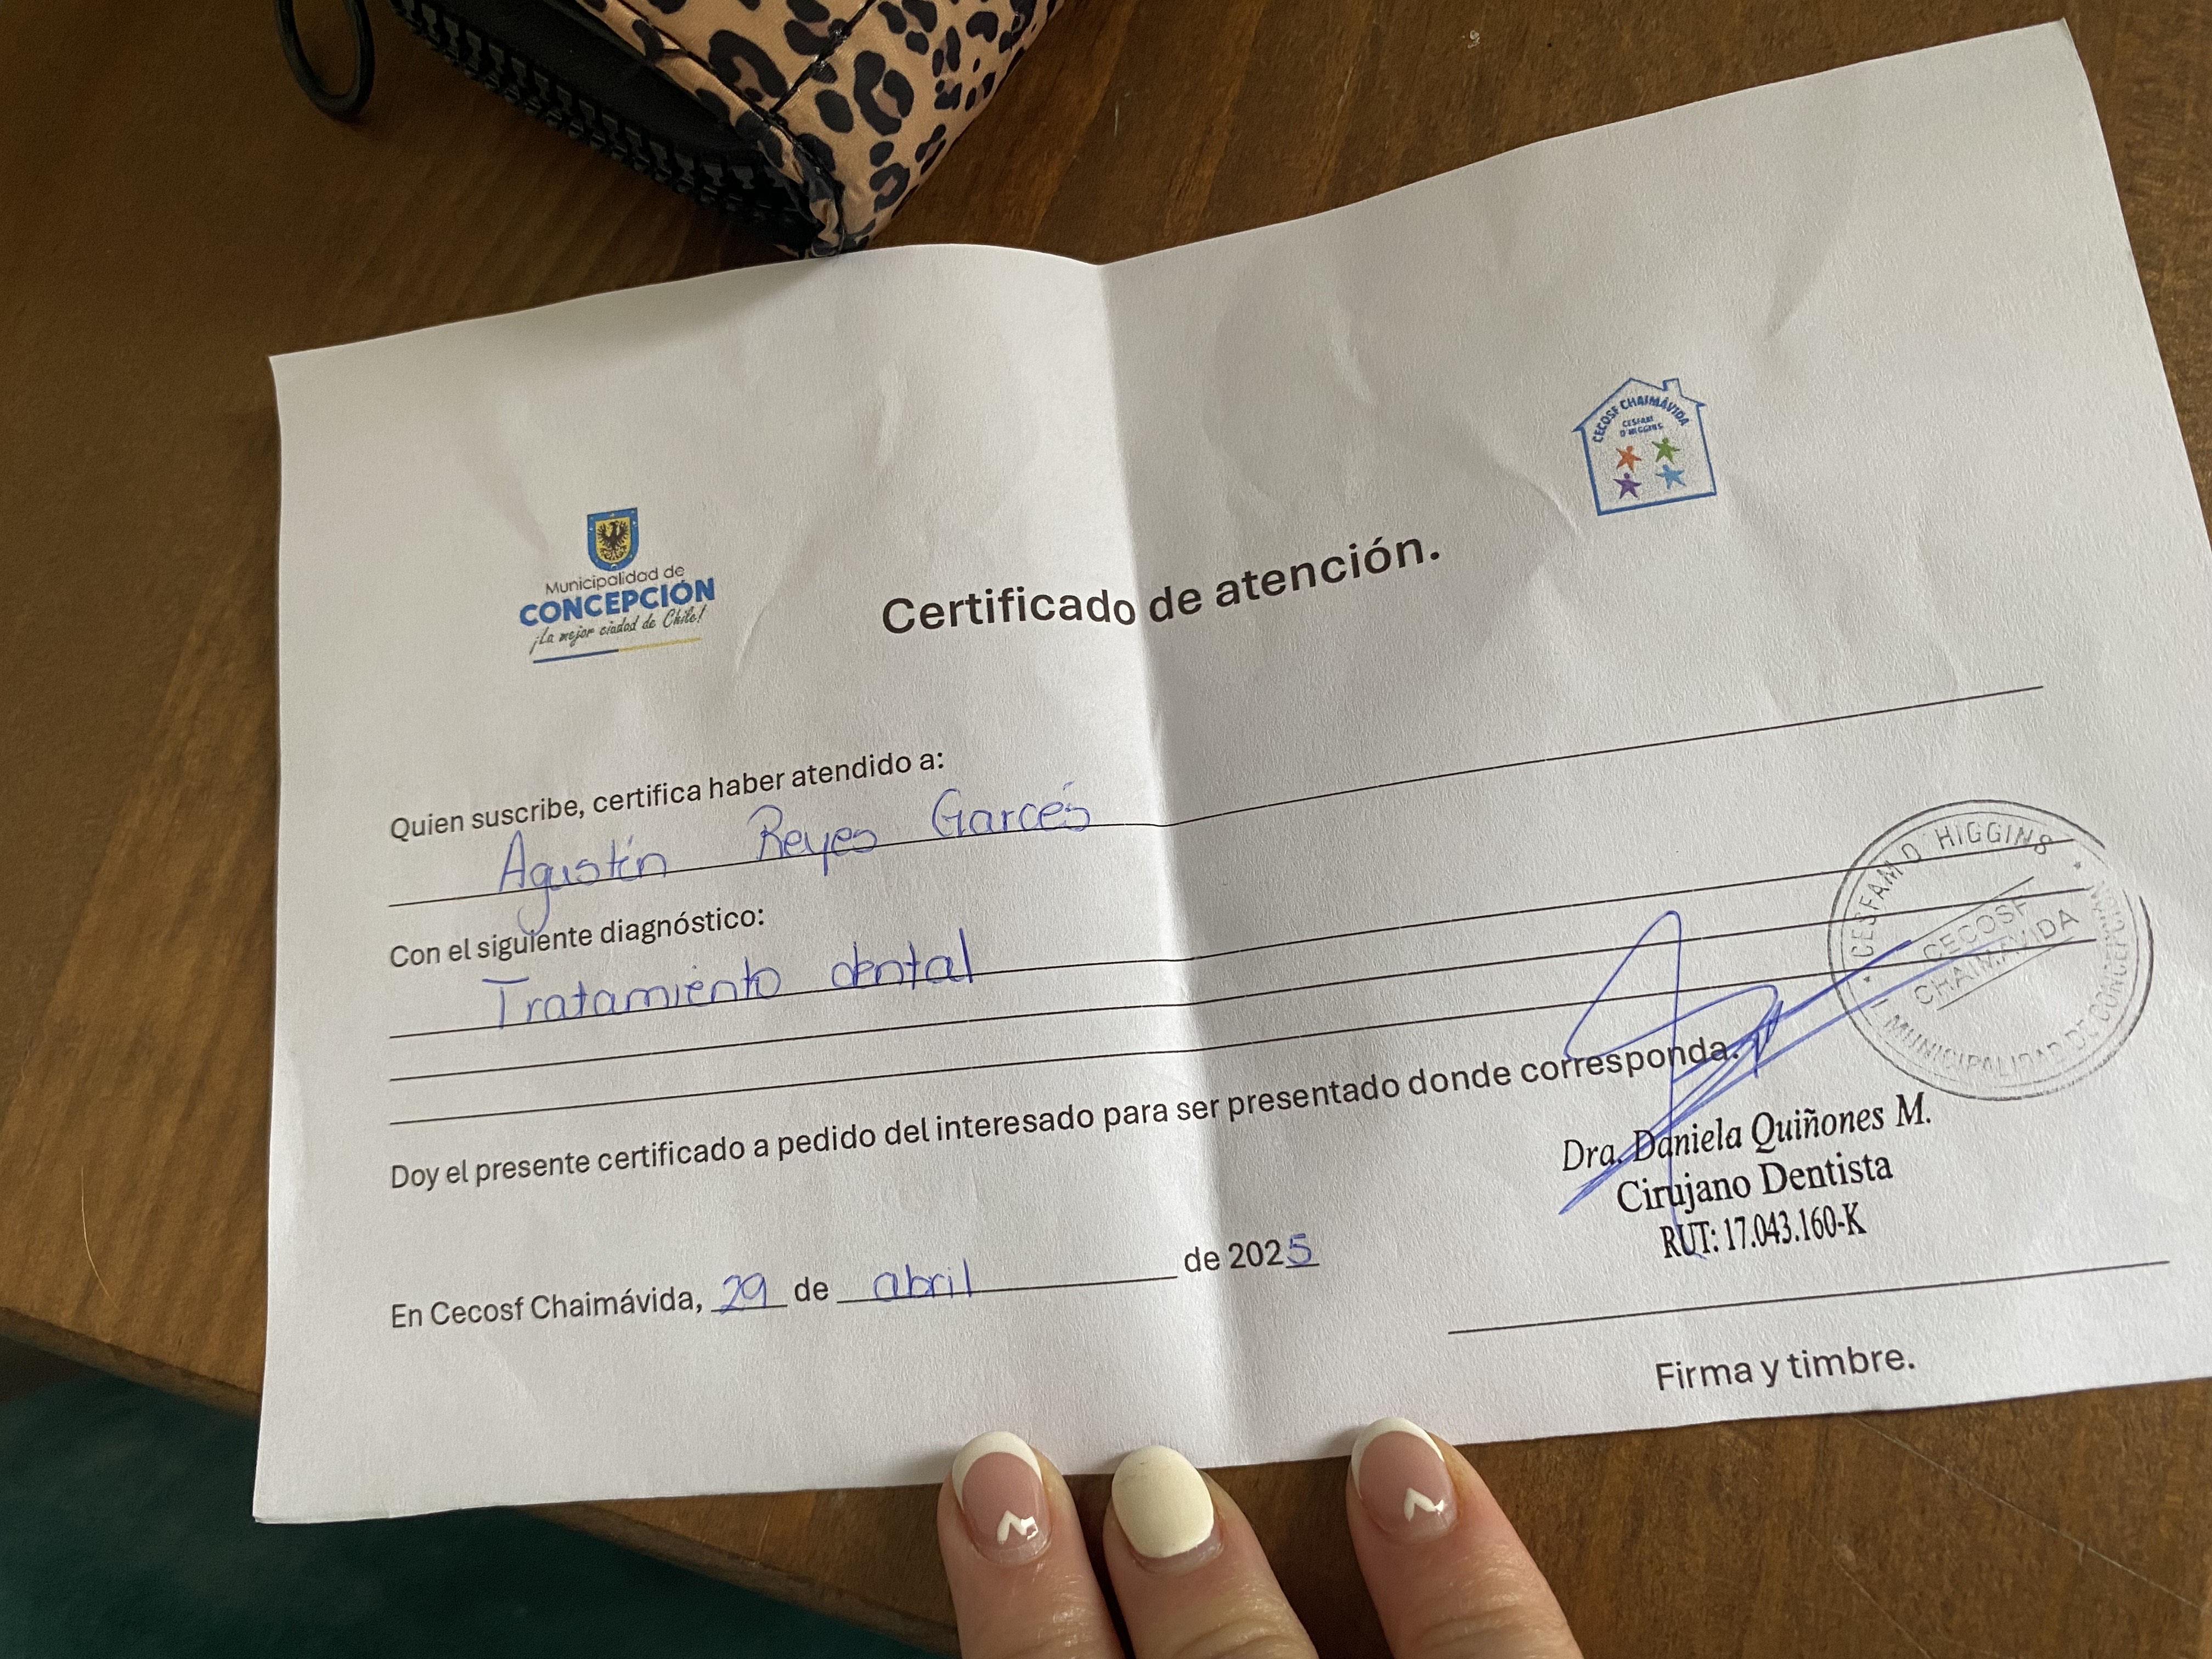 Municipalidad de
CONCEPCIÓN
¡La mejor ciudad de Chile!
CECOSF CHAIMÁVIDA
CESFAM
O'HIGGINS
Certificado de atención.
Quien suscribe, certifica haber atendido a:
Agustín Reyes Garcés
Con el siguiente diagnóstico:
Tratamiento dental
Doy el presente certificado a pedido del interesado para ser presentado donde corresponda.
CESFAM O'HIGGINS
CECOSF
CHAIMAVIDA
I. MUNICIPALIDAD DE CONCEPCION
Dra. Daniela Quiñones M.
Cirujano Dentista
RUT: 17.043.160-K
En Cecosf Chaimávida, 29 de abril de 2025
Firma y timbre.